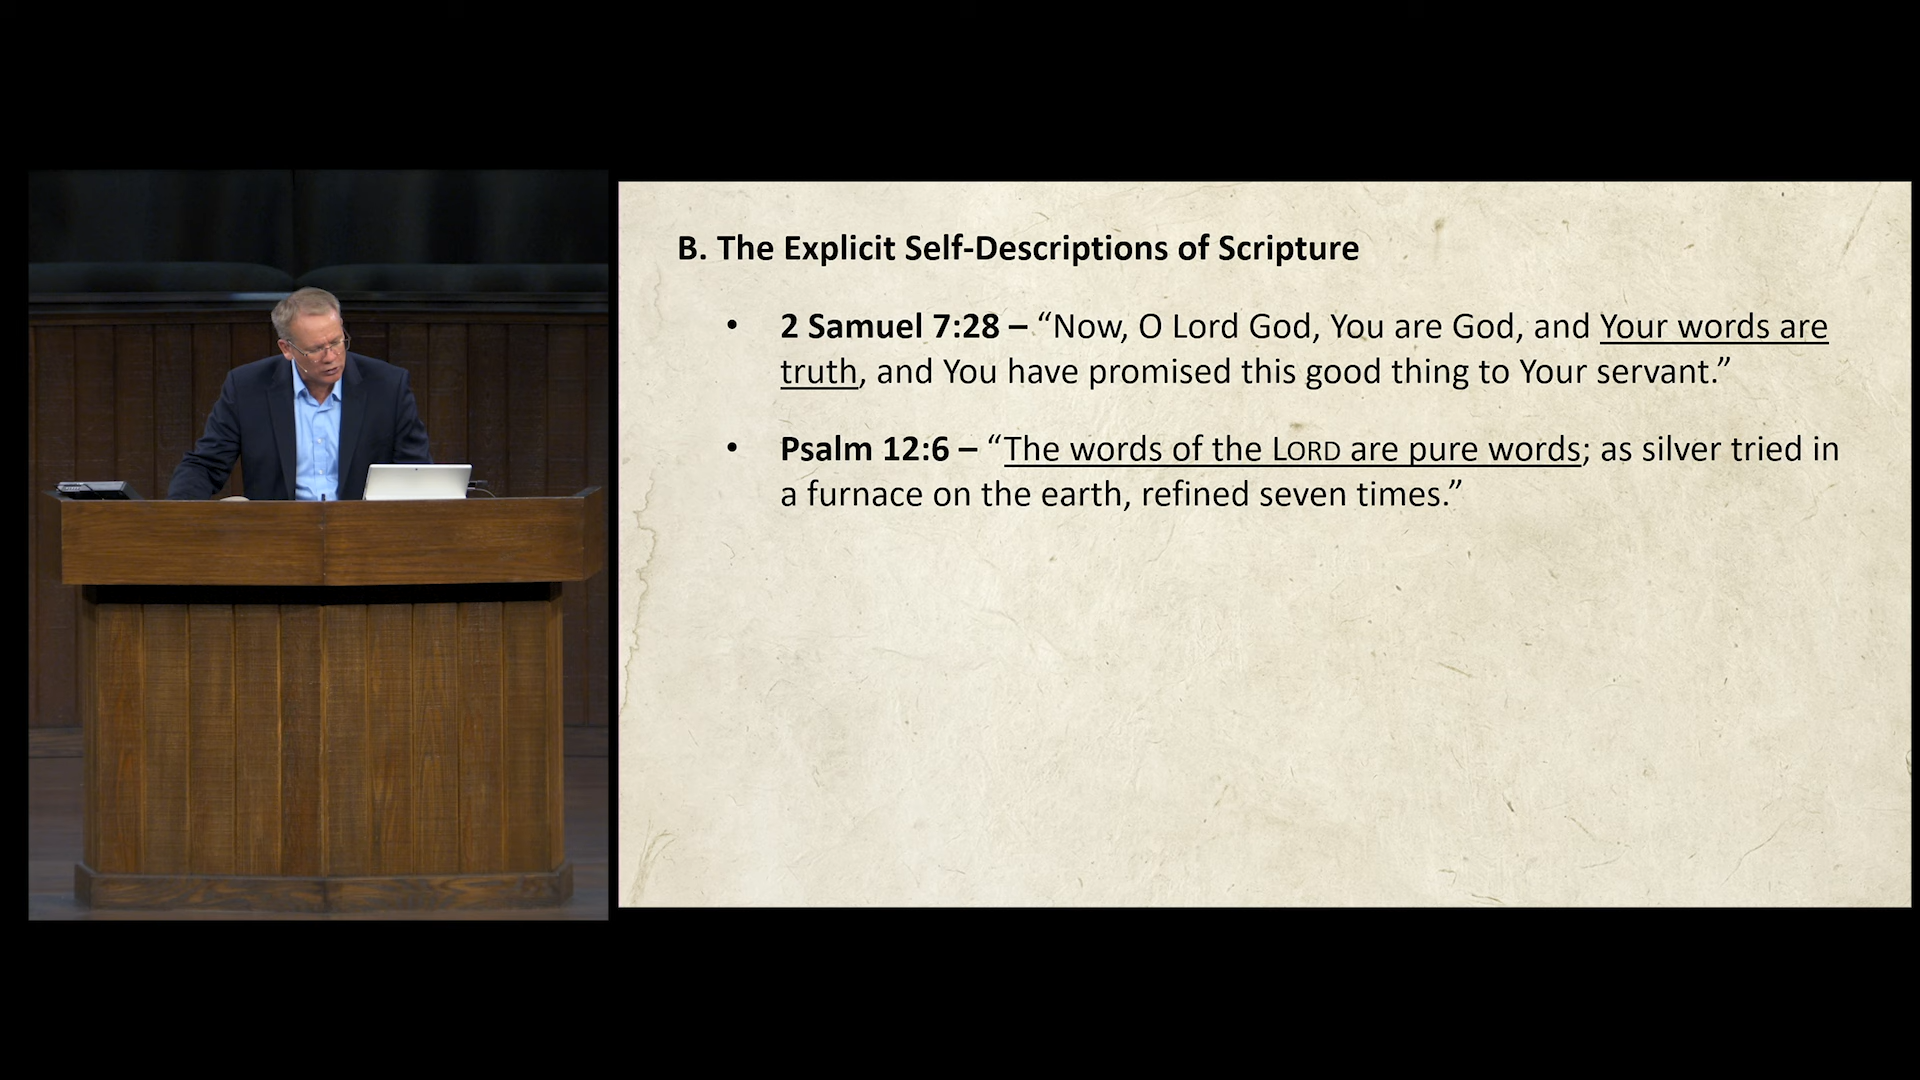 B. The Explicit Self-Descriptions of Scripture
• 2 Samuel 7:28 – “Now, O Lord God, You are God, and Your words are
truth, and You have promised this good thing to Your servant.”
• Psalm 12:6 – “The words of the LORD are pure words; as silver tried in
a furnace on the earth, refined seven times.”